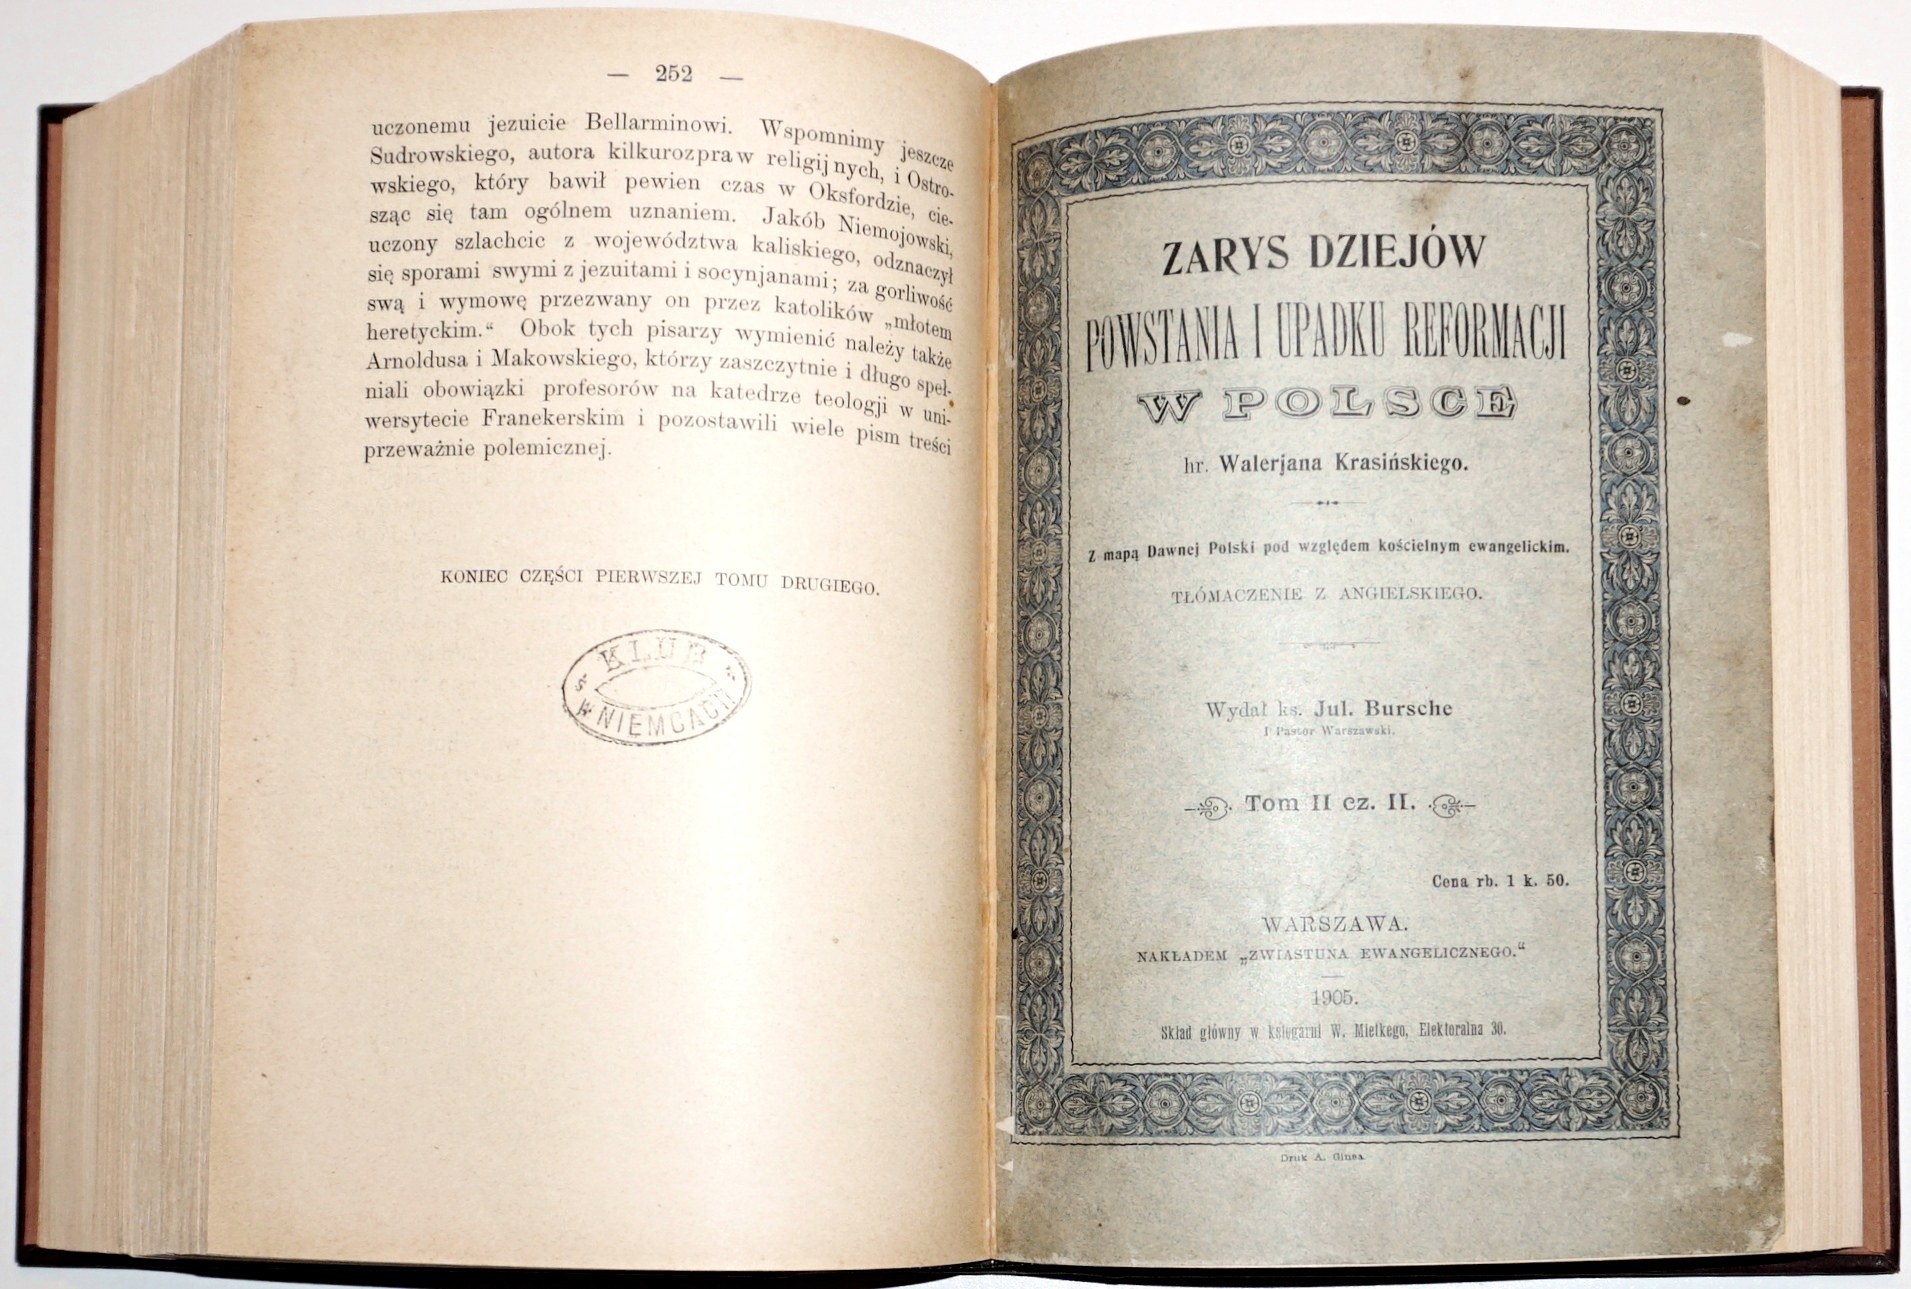 — 252 —
uczonemu jezuicie Bellarminowi. Wspomnimy jeszcze
Sudrowskiego, autora kilkurozpraw religijnych, i Ostro-
wskiego, który bawił pewien czas w Oksfordzie, cie-
sząc się tam ogólnem uznaniem. Jakób Niemojowski,
uczony szlachcic z województwa kaliskiego, odznaczył
się sporami swymi z jezuitami i socynjanami; za gorliwość
swą i wymowę przezwany on przez katolików „młotem
heretyckim.“ Obok tych pisarzy wymienić należy także
Arnoldusa i Makowskiego, którzy zaszczytnie i długo speł-
niali obowiązki profesorów na katedrze teologji w uni-
wersytecie Franekerskim i pozostawili wiele pism treści
przeważnie polemicznej.
KONIEC CZĘŚCI PIERWSZEJ TOMU DRUGIEGO.
KLUB
W NIEMCACH
ZARYS DZIEJÓW
POWSTANIA I UPADKU REFORMACJI
W POLSCE
hr. Walerjana Krasińskiego.
Z mapą Dawnej Polski pod względem kościelnym ewangelickim.
TŁÓMACZENIE Z ANGIELSKIEGO.
Wydał ks. Jul. Bursche
I Pastor Warszawski.
Tom II cz. II.
Cena rb. 1 k. 50.
WARSZAWA.
NAKŁADEM „ZWIASTUNA EWANGELICZNEGO.“
1905.
Skład główny w księgarni W. Mietkego, Elektoralna 30.
Druk A. Ginsa.